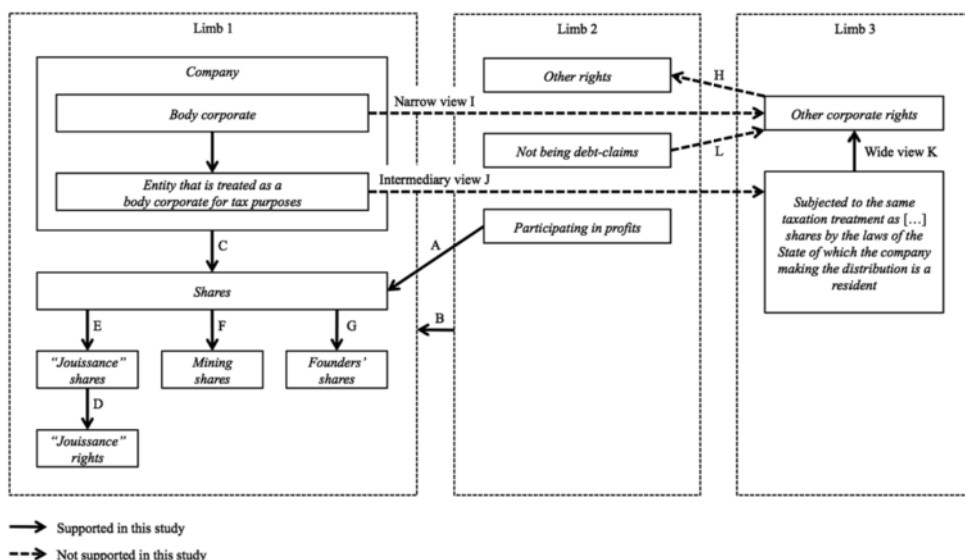 Limb 1
Limb 2
Limb 3
Company
Body corporate
Entity that is treated as a
body corporate for tax purposes
C
Shares
E
F
G
"Jouissance"
shares
Mining
shares
Founders'
shares
D
"Jouissance"
rights
Narrow view I
Intermediary view J
A
B
Other rights
Not being debt-claims
Participating in profits
H
L
Other corporate rights
Wide view K
Subjected to the same
taxation treatment as [...]
shares by the laws of the
State of which the company
making the distribution is a
resident
Supported in this study
Not supported in this study